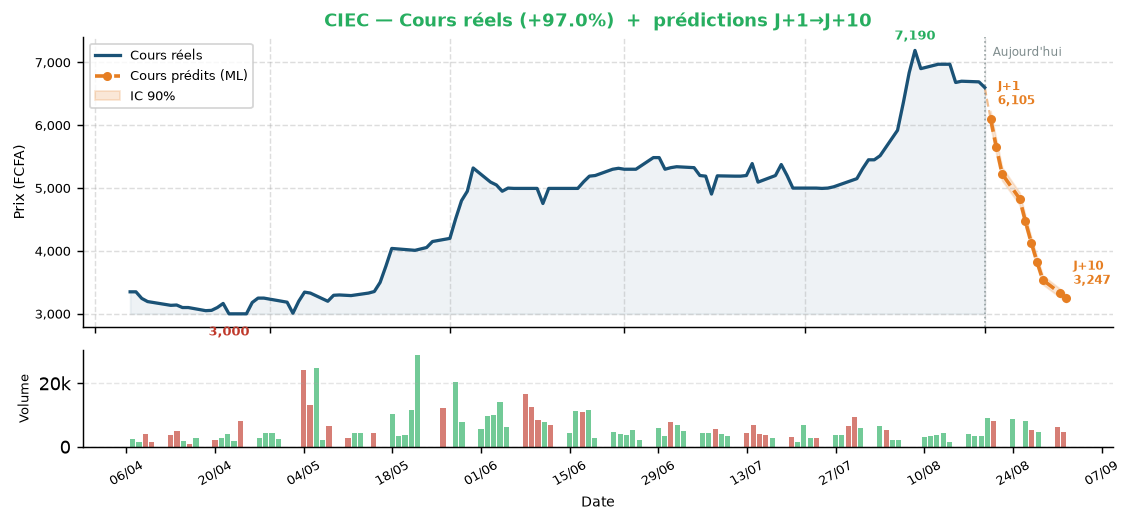 CIEC — Cours réels (+97.0%)  +  prédictions J+1→J+10
7,190
Aujourd'hui
Cours réels
Cours prédits (ML)
IC 90%
J+1
6,105
J+10
3,247
3,000
Prix (FCFA)
7,000
6,000
5,000
4,000
3,000
Volume
20k
0
06/04
20/04
04/05
18/05
01/06
15/06
29/06
13/07
27/07
10/08
24/08
07/09
Date